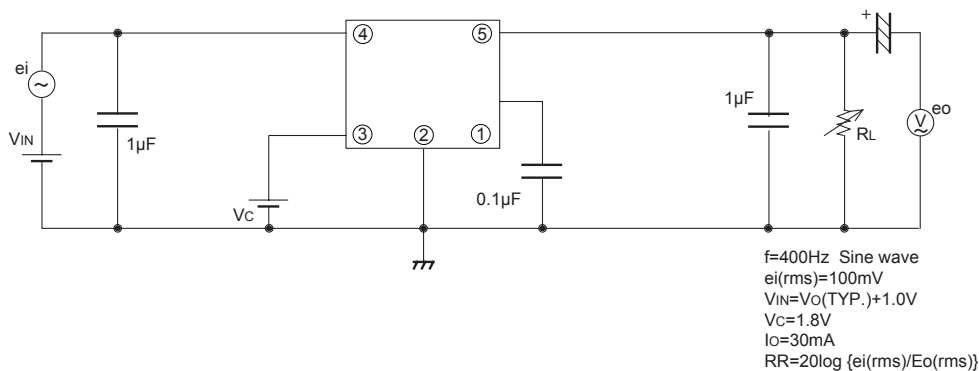 +
④
⑤
ei
~
1µF
1µF
eo
V
VIN
③
②
①
RL
0.1µF
VC
f=400Hz Sine wave
ei(rms)=100mV
VIN=VO(TYP.)+1.0V
VC=1.8V
IO=30mA
RR=20log {ei(rms)/Eo(rms)}